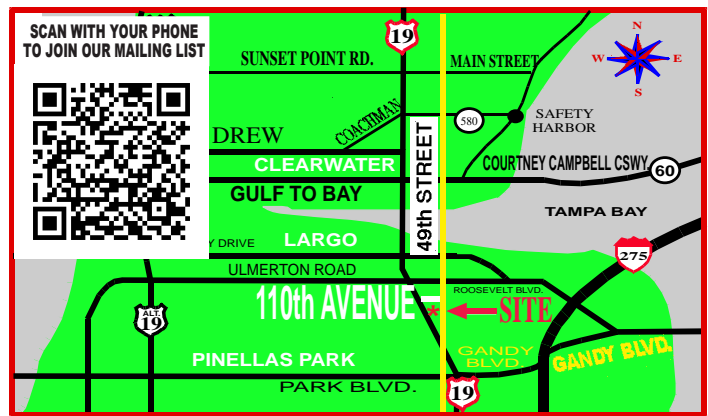 SCAN WITH YOUR PHONE
TO JOIN OUR MAILING LIST
19
N
W E
S
SUNSET POINT RD.
MAIN STREET
COACHMAN
580
SAFETY
HARBOR
DREW
49th STREET
CLEARWATER
COURTNEY CAMPBELL CSWY.
60
GULF TO BAY
TAMPA BAY
Y DRIVE
LARGO
275
ULMERTON ROAD
ROOSEVELT BLVD.
110th AVENUE
* SITE
ALT.
19
GANDY
BLVD.
GANDY BLVD.
PINELLAS PARK
PARK BLVD.
19